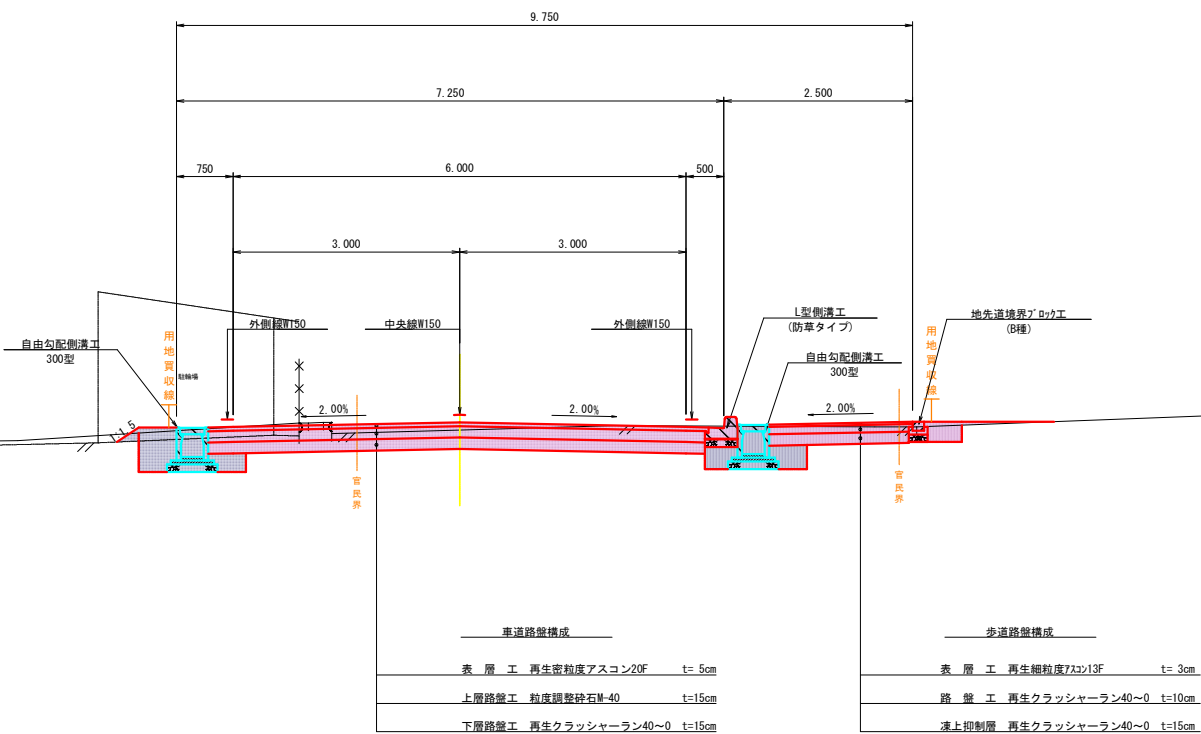 9.750
7.250
2.500
750
6.000
500
3.000
3.000
外側線W150
中央線W150
外側線W150
L型側溝工
(防草タイプ)
地先道境界ブロック工
(B種)
自由勾配側溝工
300型
用地買収線
駐輪場
自由勾配側溝工
300型
用地買収線
2.00%
2.00%
2.00%
1:1.5
官民界
官民界
車道路盤構成
表 層 工 再生密粒度アスコン20F t= 5cm
上層路盤工 粒度調整砕石M-40 t=15cm
下層路盤工 再生クラッシャーラン40～0 t=15cm
歩道路盤構成
表 層 工 再生細粒度アスコン13F t= 3cm
路 盤 工 再生クラッシャーラン40～0 t=10cm
凍上抑制層 再生クラッシャーラン40～0 t=15cm